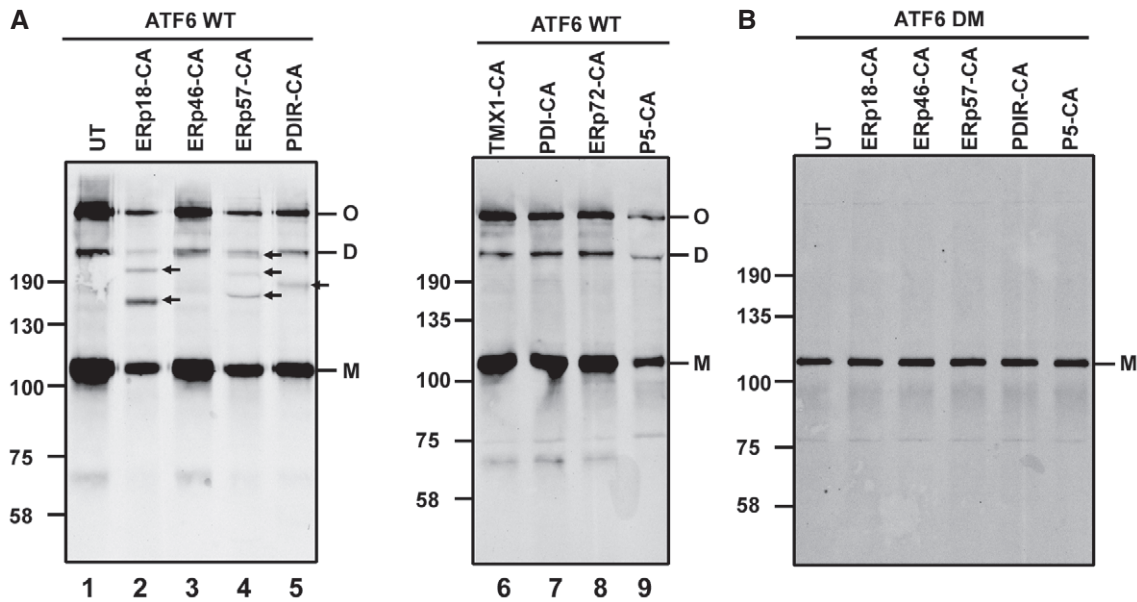 A
ATF6 WT
UT
ERp18-CA
ERp46-CA
ERp57-CA
PDIR-CA
O
D
190
130
M
100
75
58
1 2 3 4 5
ATF6 WT
TMX1-CA
PDI-CA
ERp72-CA
P5-CA
O
D
190
135
M
100
75
58
6 7 8 9
B
ATF6 DM
UT
ERp18-CA
ERp46-CA
ERp57-CA
PDIR-CA
P5-CA
190
135
M
100
75
58